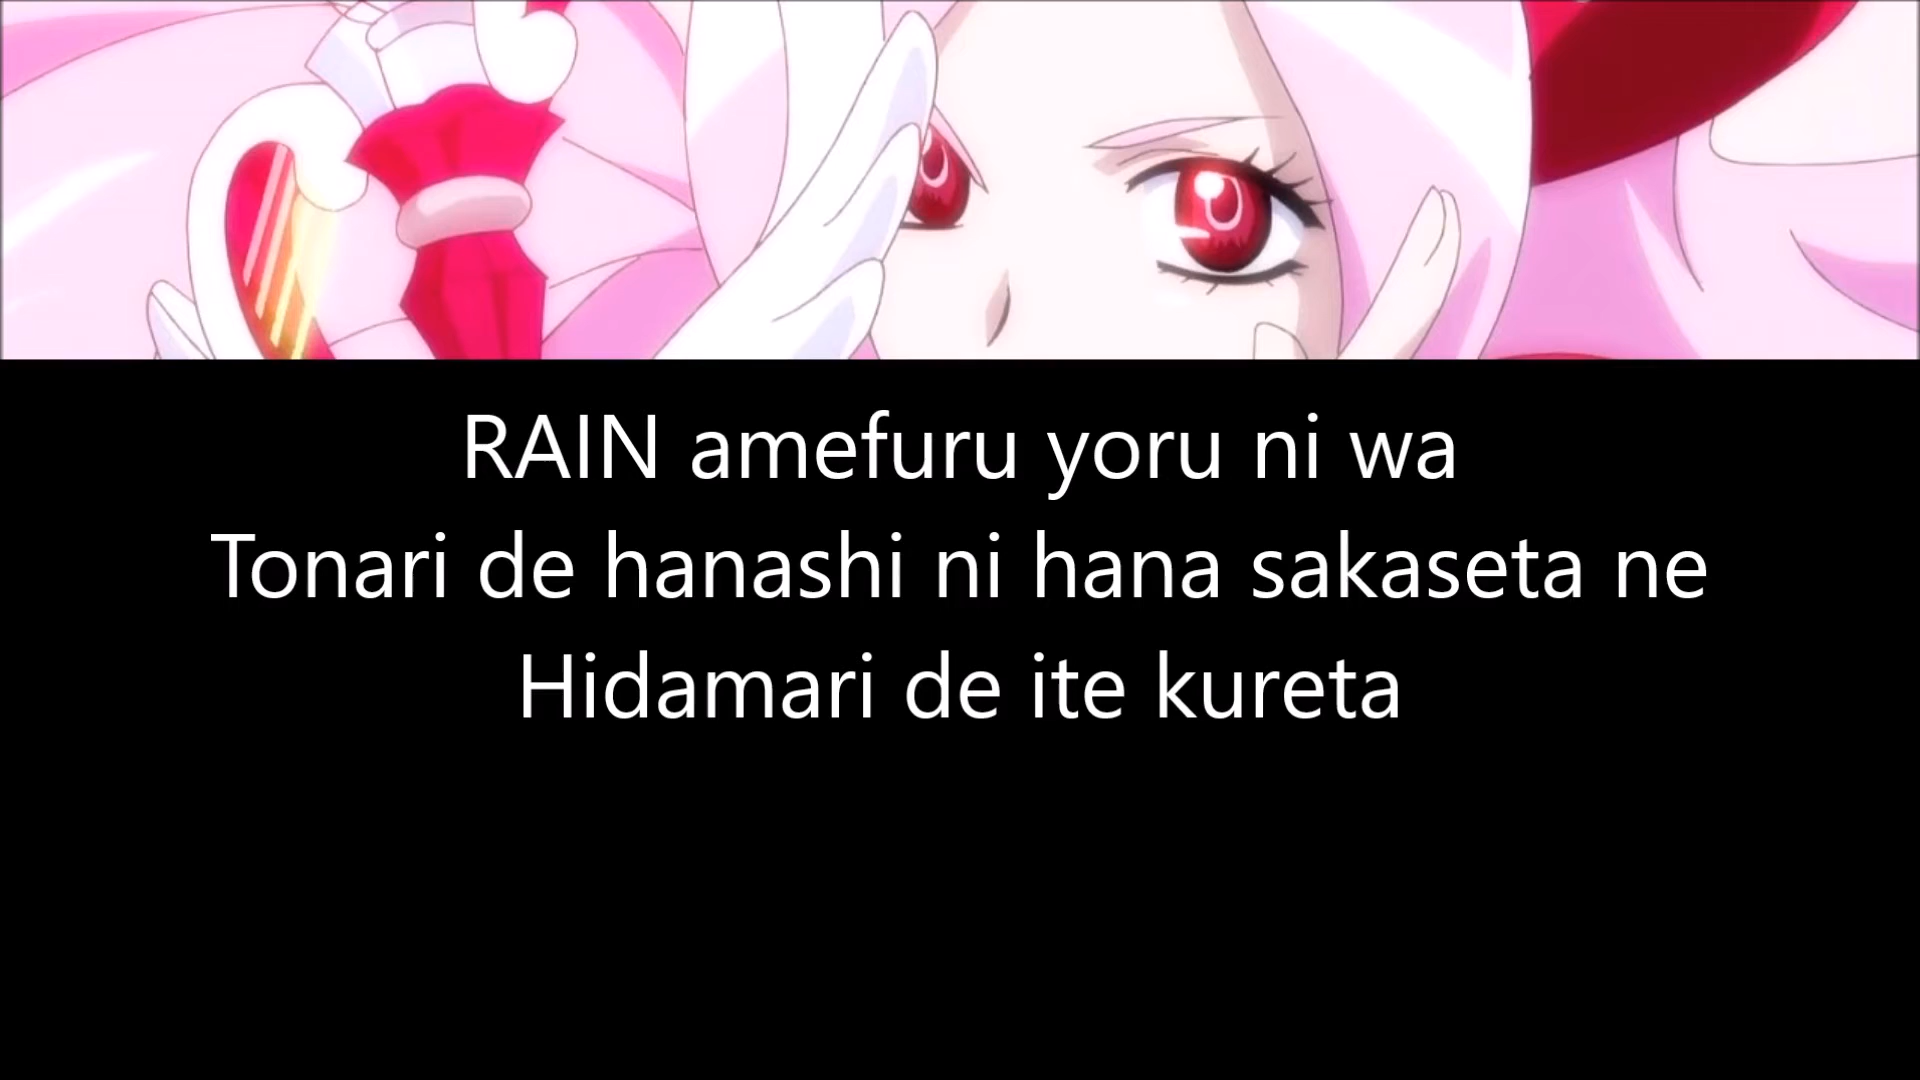 RAIN amefuru yoru ni wa
Tonari de hanashi ni hana sakaseta ne
Hidamari de ite kureta